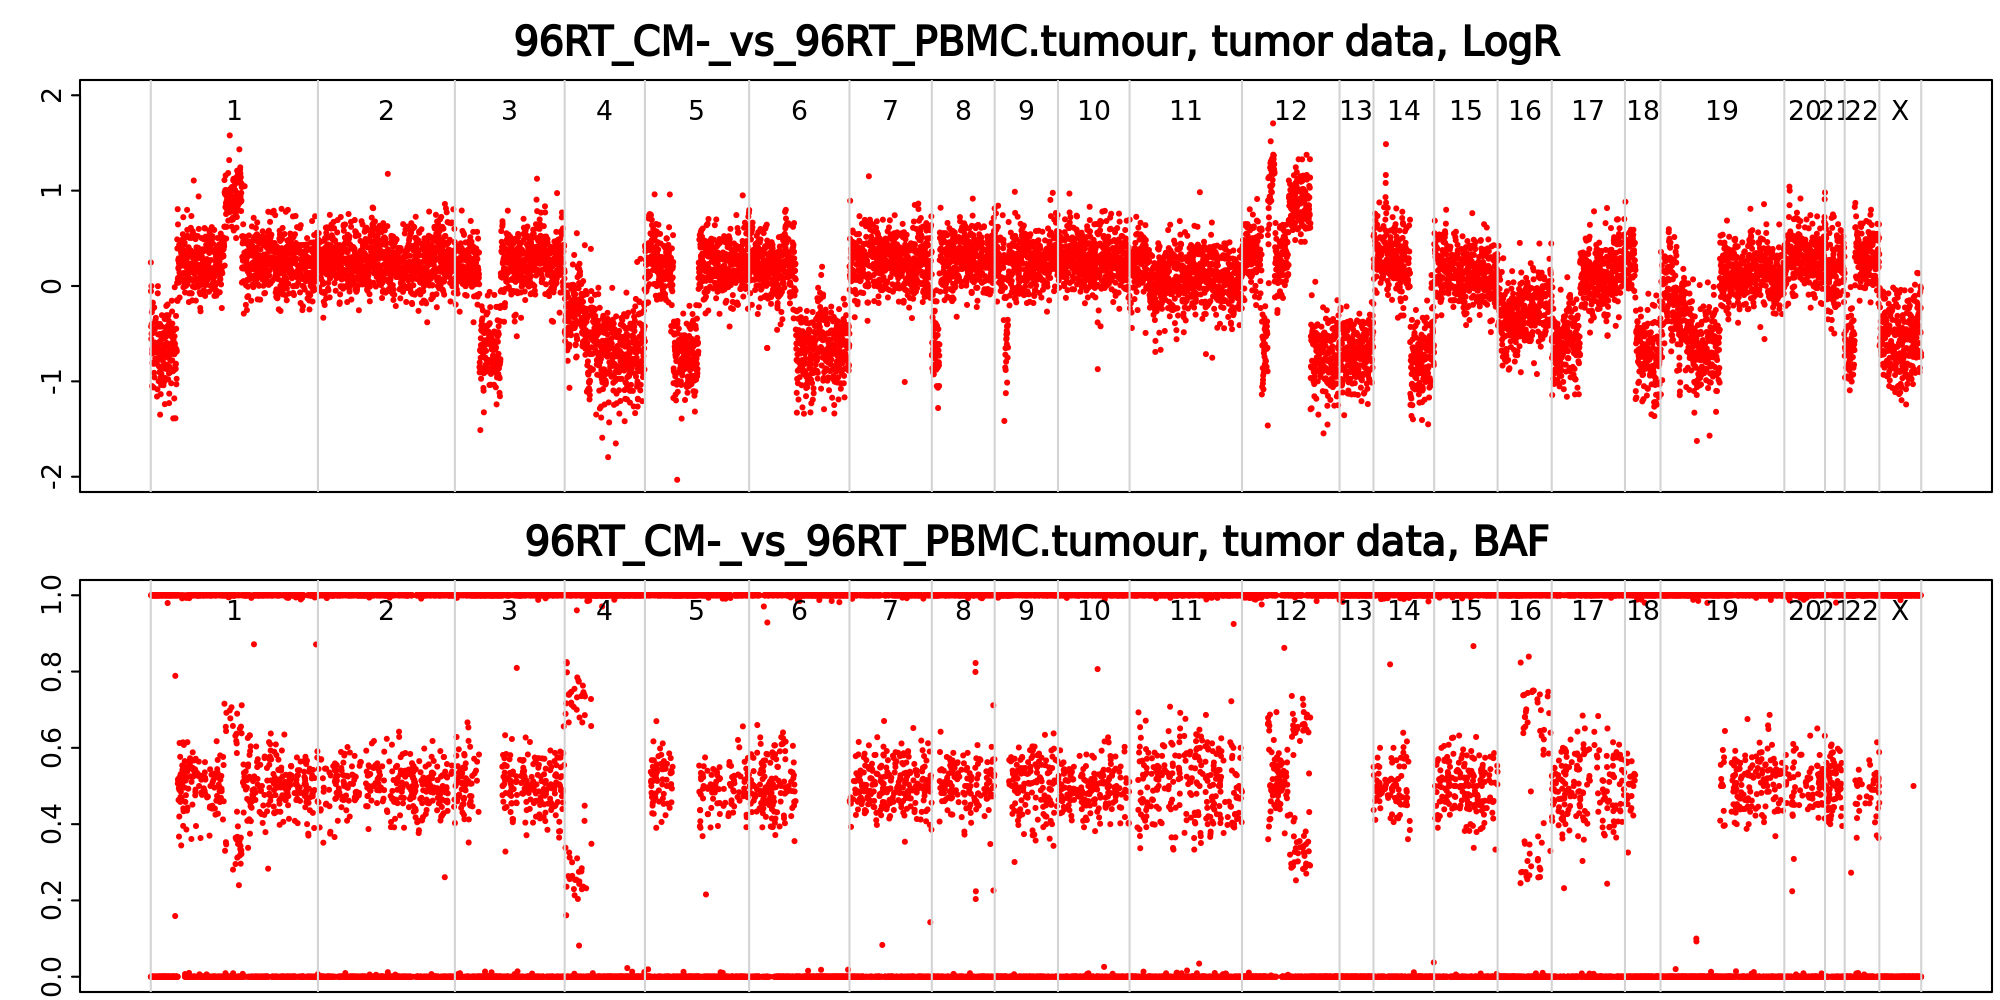 96RT_CM-_vs_96RT_PBMC.tumour, tumor data, LogR
2
1
0
-1
-2
1 2 3 4 5 6 7 8 9 10 11 12 13 14 15 16 17 18 19 20 21 22 X
96RT_CM-_vs_96RT_PBMC.tumour, tumor data, BAF
1.0
0.8
0.6
0.4
0.2
0.0
1 2 3 4 5 6 7 8 9 10 11 12 13 14 15 16 17 18 19 20 21 22 X